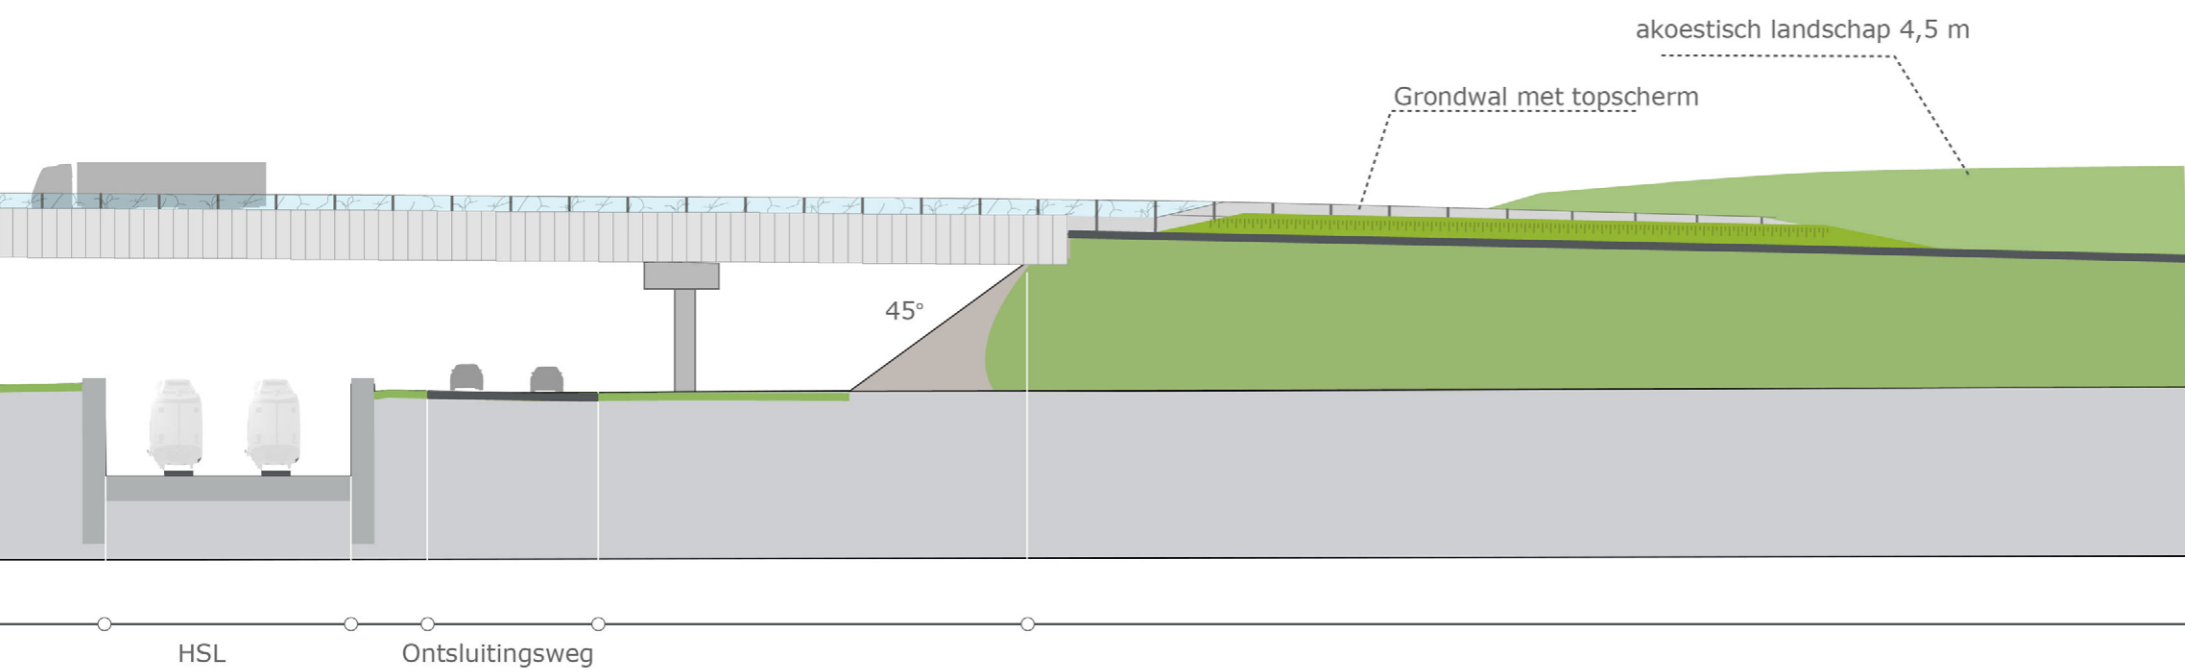 akoestisch landschap 4,5 m
Grondwal met topscherm
45°
HSL
Ontsluitingsweg